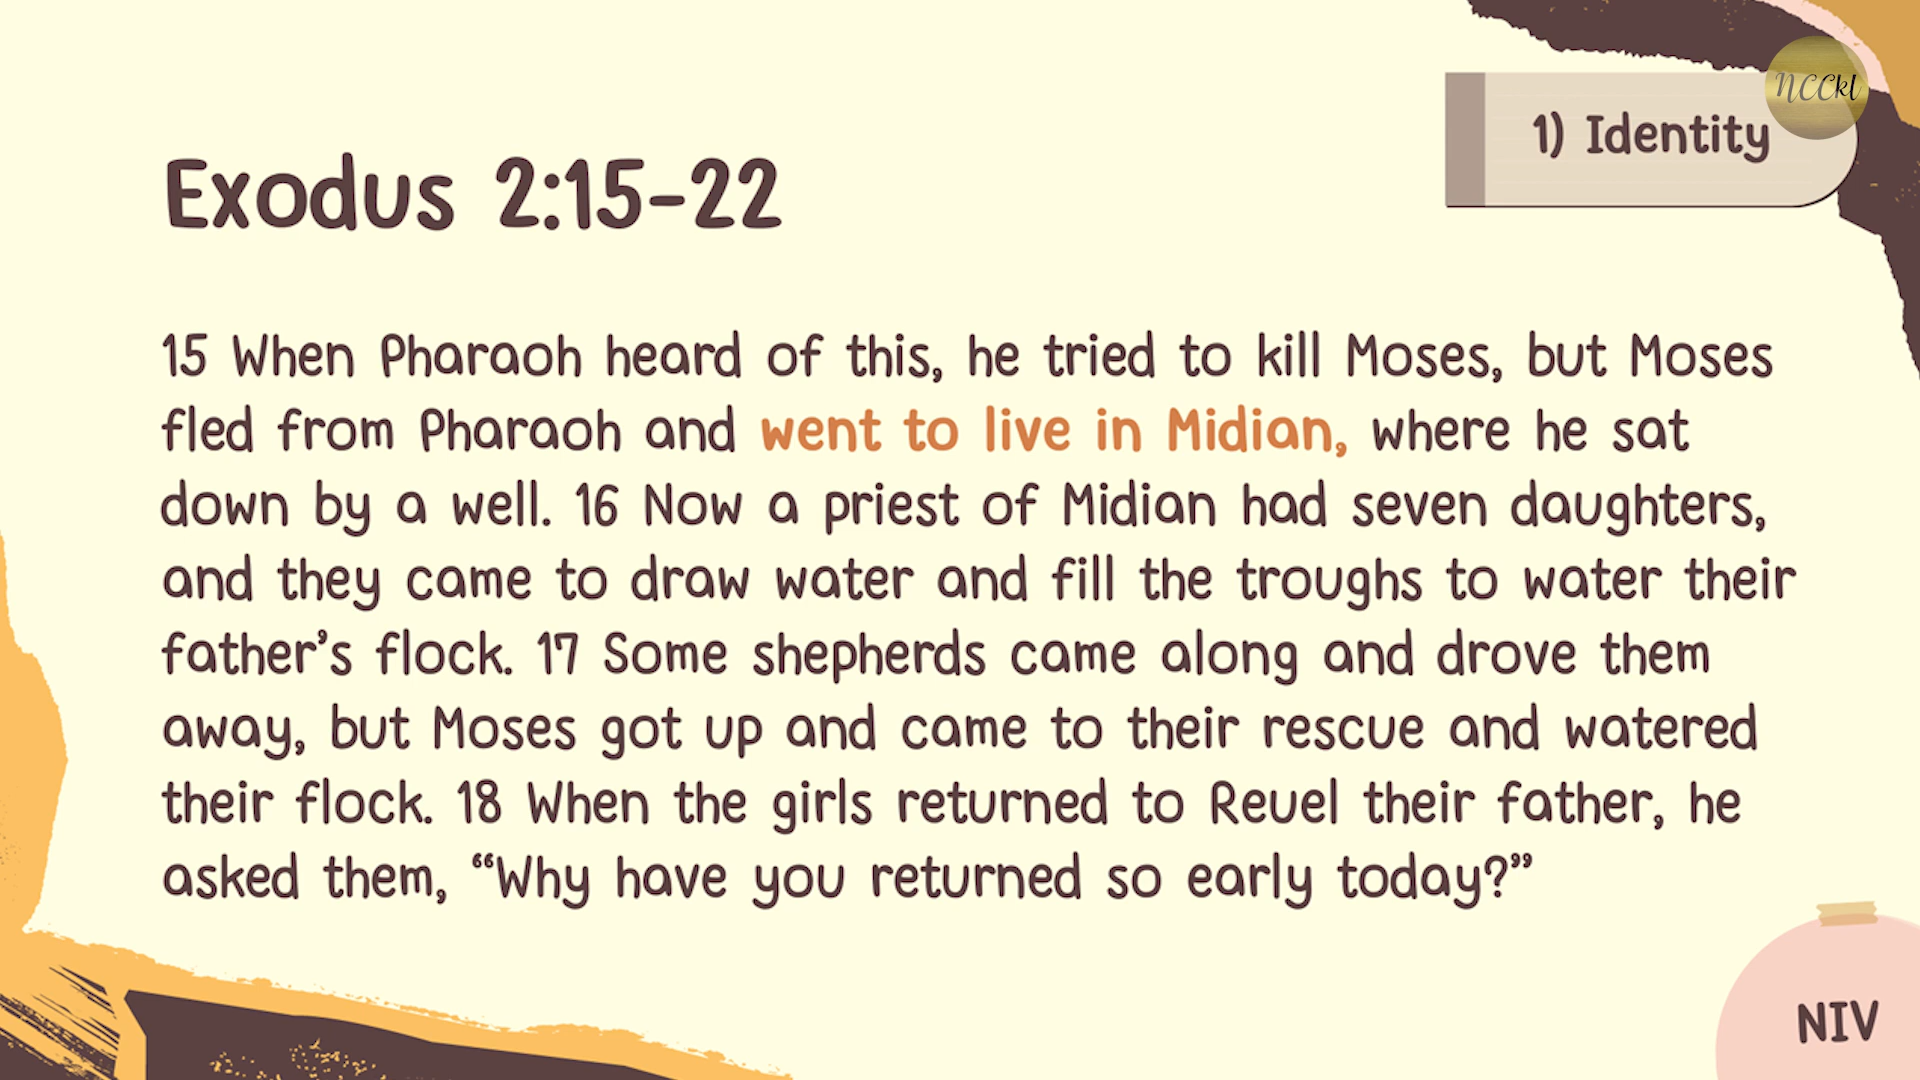 NCCkl
1) Identity
Exodus 2:15-22
15 When Pharaoh heard of this, he tried to kill Moses, but Moses
fled from Pharaoh and went to live in Midian, where he sat
down by a well. 16 Now a priest of Midian had seven daughters,
and they came to draw water and fill the troughs to water their
father’s flock. 17 Some shepherds came along and drove them
away, but Moses got up and came to their rescue and watered
their flock. 18 When the girls returned to Reuel their father, he
asked them, “Why have you returned so early today?”
NIV